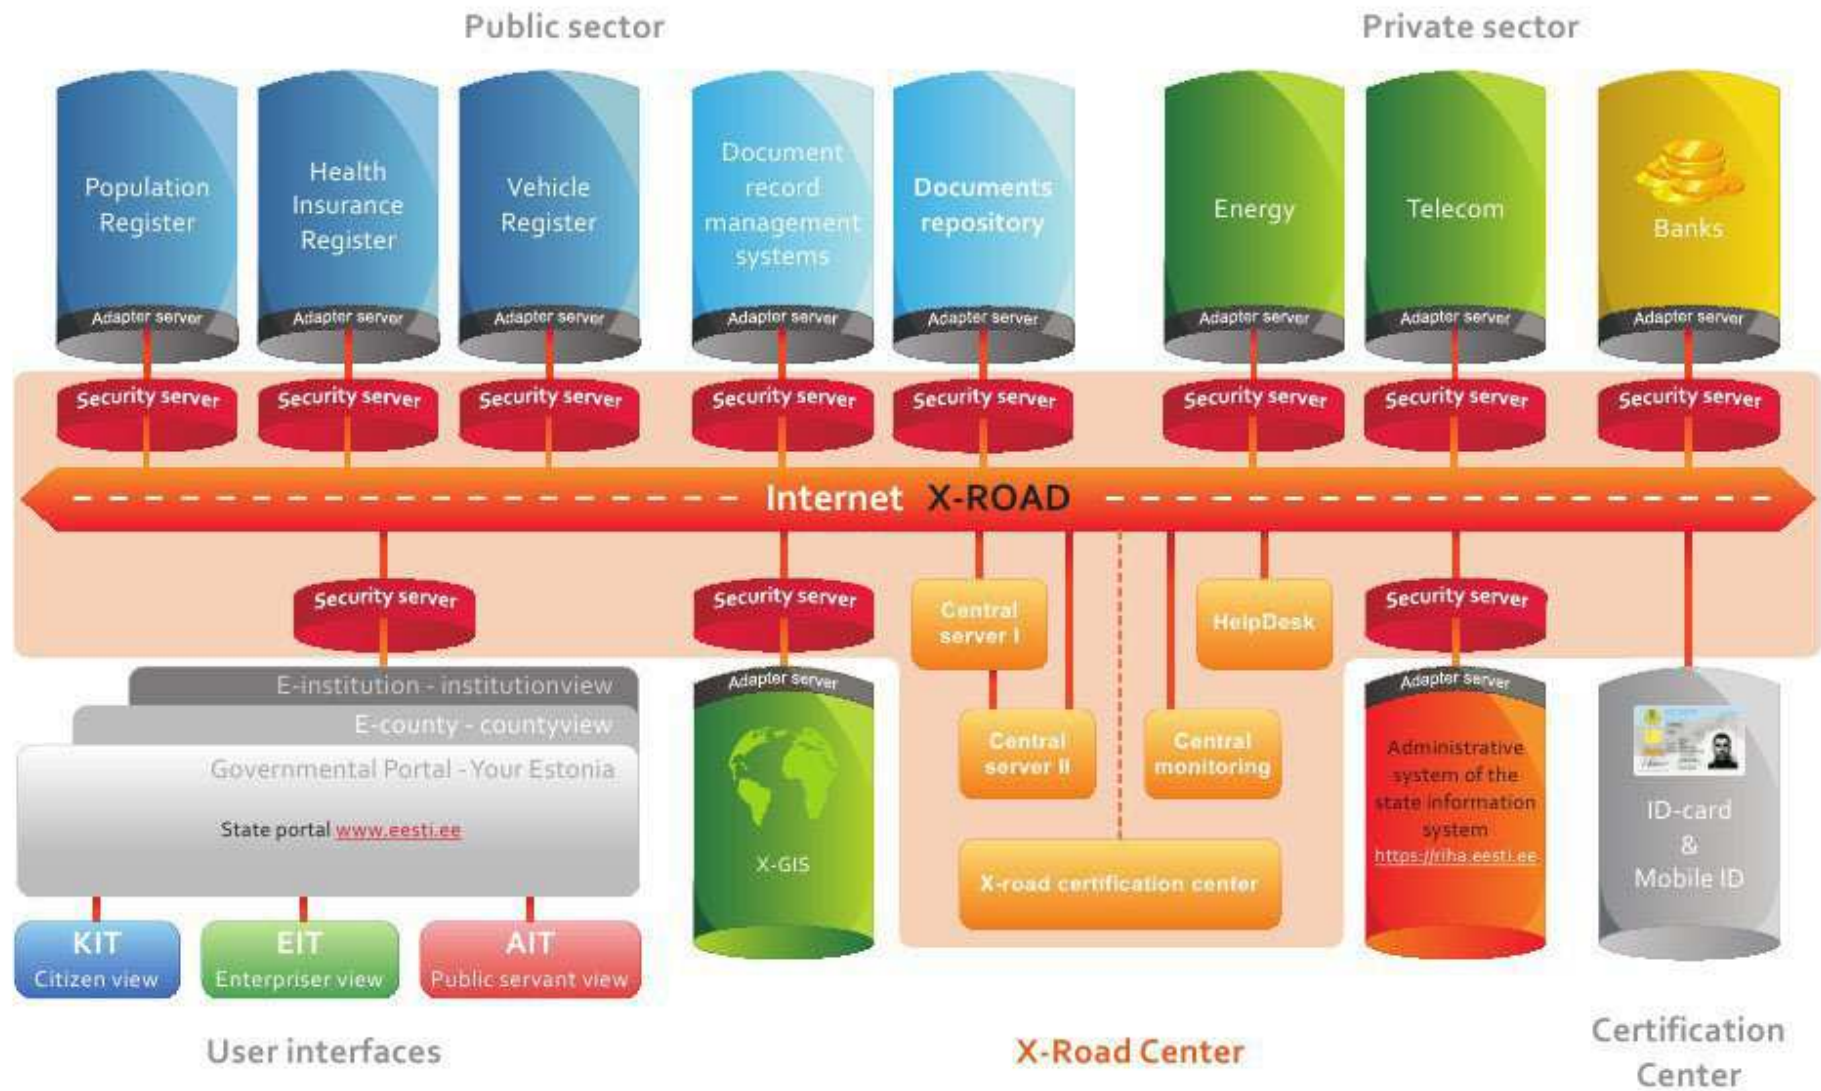 Public sector
Private sector
Population
Register
Health
Insurance
Register
Vehicle
Register
Document
record
management
systems
Documents
repository
Energy
Telecom
Banks
Adapter server
Adapter server
Adapter server
Adapter server
Adapter server
Adapter server
Adapter server
Adapter server
Security server
Security server
Security server
Security server
Security server
Security server
Security server
Security server
Internet X-ROAD
Security server
Security server
Central
server I
HelpDesk
Security server
E-institution - institutionview
E-county - countyview
Governmental Portal - Your Estonia
State portal www.eesti.ee
Adapter server
X-GIS
Central
server II
Central
monitoring
X-road certification center
Adapter server
Administrative
system of the
state information
system
https://riha.eesti.ee
ID-card
&
Mobile ID
KIT
Citizen view
EIT
Enterpriser view
AIT
Public servant view
User interfaces
X-Road Center
Certification
Center